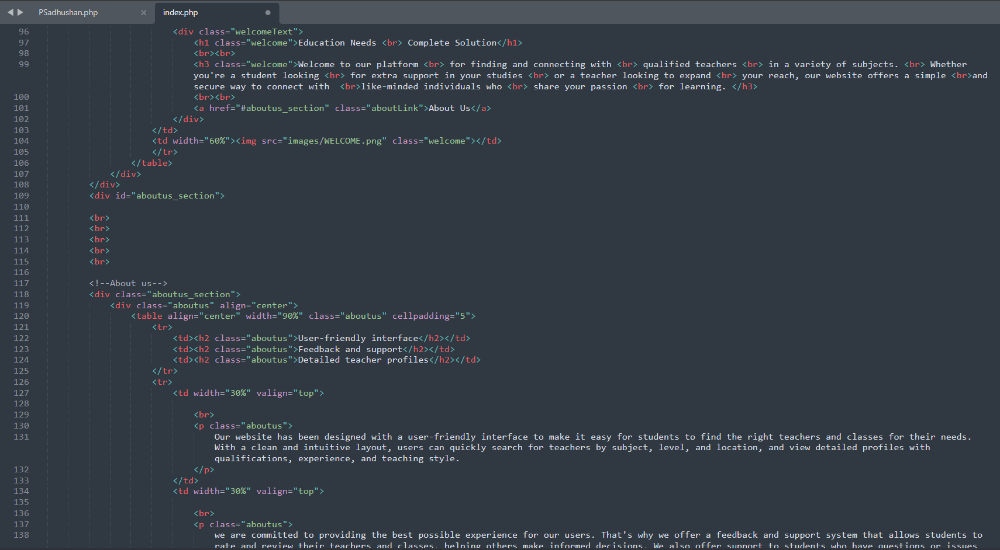 PSadhushan.php × index.php
96 <div class="welcomeText">
97 <h1 class="welcome">Education Needs <br> Complete Solution</h1>
98 <br><br>
99 <h3 class="welcome">Welcome to our platform <br> for finding and connecting with <br> qualified teachers <br> in a variety of subjects. <br> Whether
you're a student looking <br> for extra support in your studies <br> or a teacher looking to expand <br> your reach, our website offers a simple <br>and
secure way to connect with  <br>like-minded individuals who <br> share your passion <br> for learning. </h3>
100 <br><br>
101 <a href="#aboutus_section" class="aboutLink">About Us</a>
102 </div>
103 </td>
104 <td width="60%"><img src="images/WELCOME.png" class="welcome"></td>
105 </tr>
106 </table>
107 </div>
108 </div>
109 <div id="aboutus_section">
110
111 <br>
112 <br>
113 <br>
114 <br>
115 <br>
116
117 <!--About us-->
118 <div class="aboutus_section">
119 <div class="aboutus" align="center">
120 <table align="center" width="90%" class="aboutus" cellpadding="5">
121 <tr>
122 <td><h2 class="aboutus">User-friendly interface</h2></td>
123 <td><h2 class="aboutus">Feedback and support</h2></td>
124 <td><h2 class="aboutus">Detailed teacher profiles</h2></td>
125 </tr>
126 <tr>
127 <td width="30%" valign="top">
128
129 <br>
130 <p class="aboutus">
131 Our website has been designed with a user-friendly interface to make it easy for students to find the right teachers and classes for their needs.
With a clean and intuitive layout, users can quickly search for teachers by subject, level, and location, and view detailed profiles with
qualifications, experience, and teaching style.
132 </p>
133 </td>
134 <td width="30%" valign="top">
135
136 <br>
137 <p class="aboutus">
138 we are committed to providing the best possible experience for our users. That's why we offer a feedback and support system that allows students to
rate and review their teachers and classes, helping others make informed decisions. We also offer support to students who have questions or issues